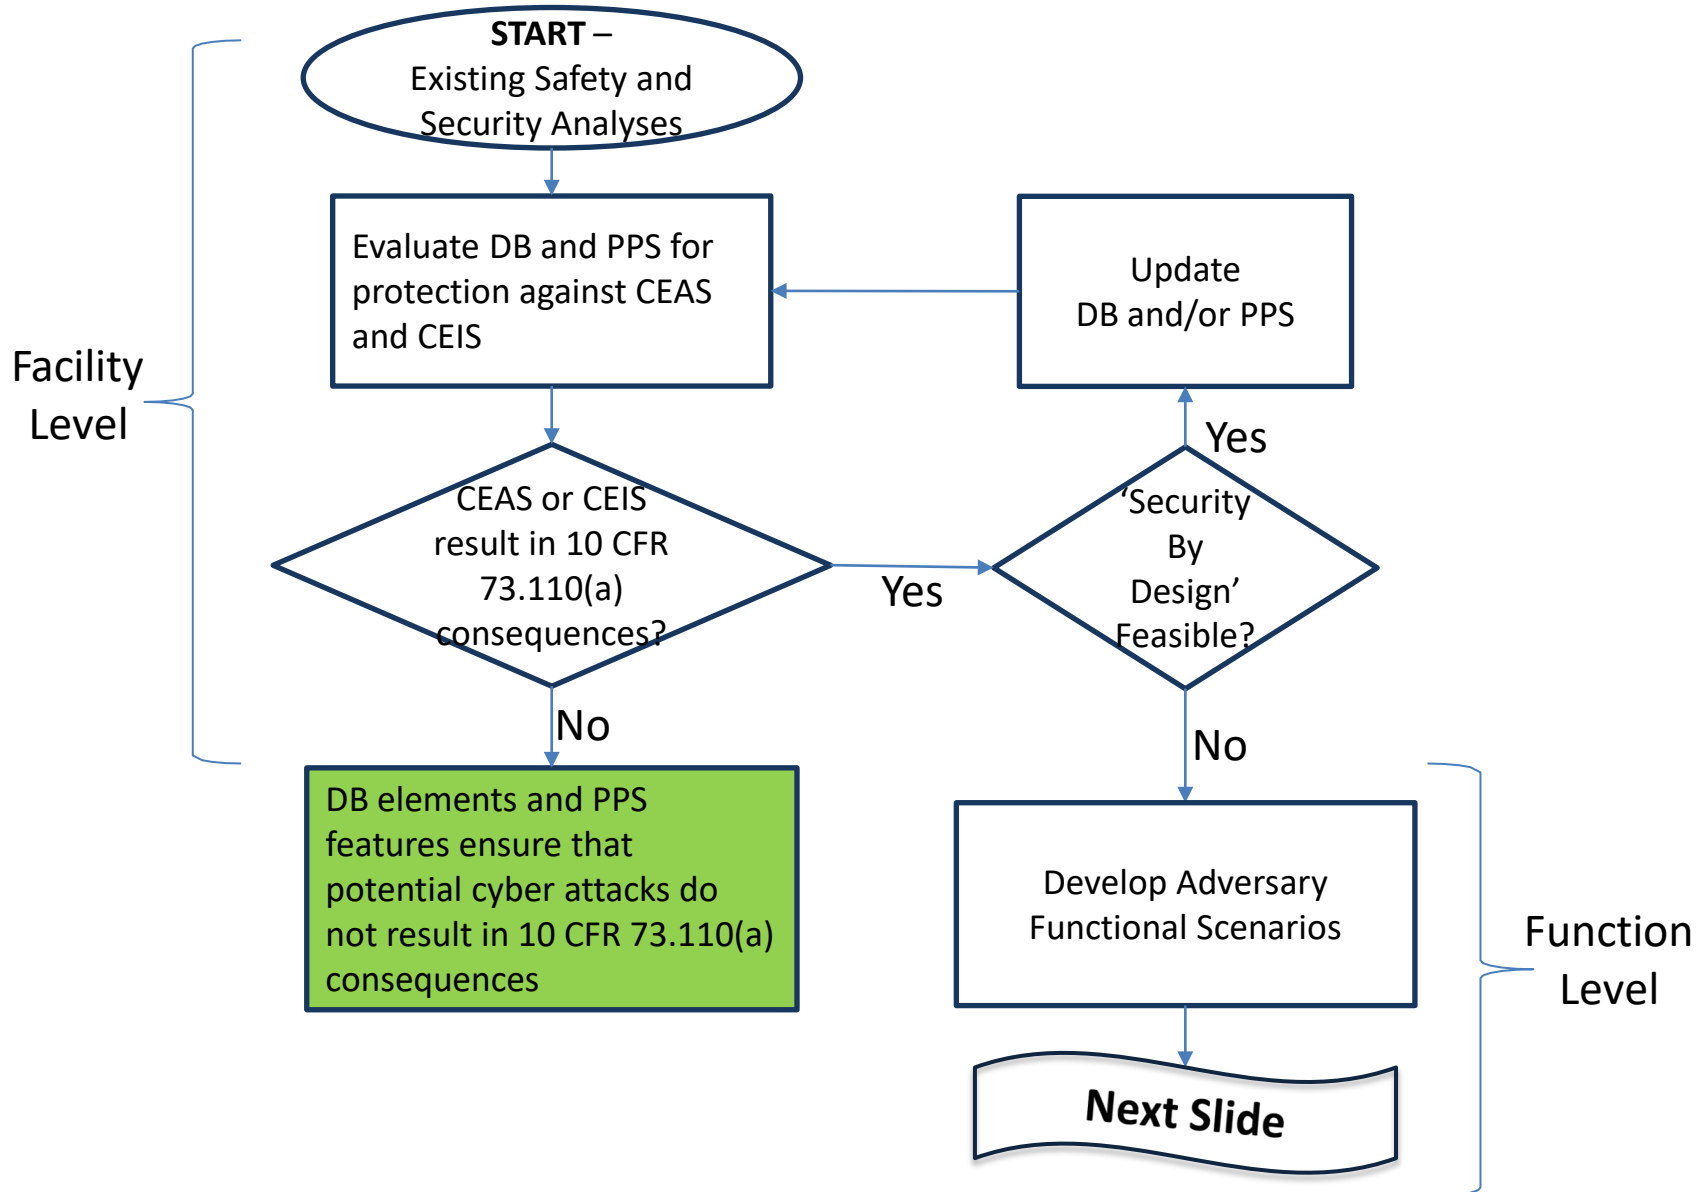 START –
Existing Safety and
Security Analyses
Evaluate DB and PPS for
protection against CEAS
and CEIS
Update
DB and/or PPS
Facility
Level
CEAS or CEIS
result in 10 CFR
73.110(a)
consequences?
Yes
‘Security
By
Design’
Feasible?
Yes
No
No
DB elements and PPS
features ensure that
potential cyber attacks do
not result in 10 CFR 73.110(a)
consequences
Develop Adversary
Functional Scenarios
Function
Level
Next Slide